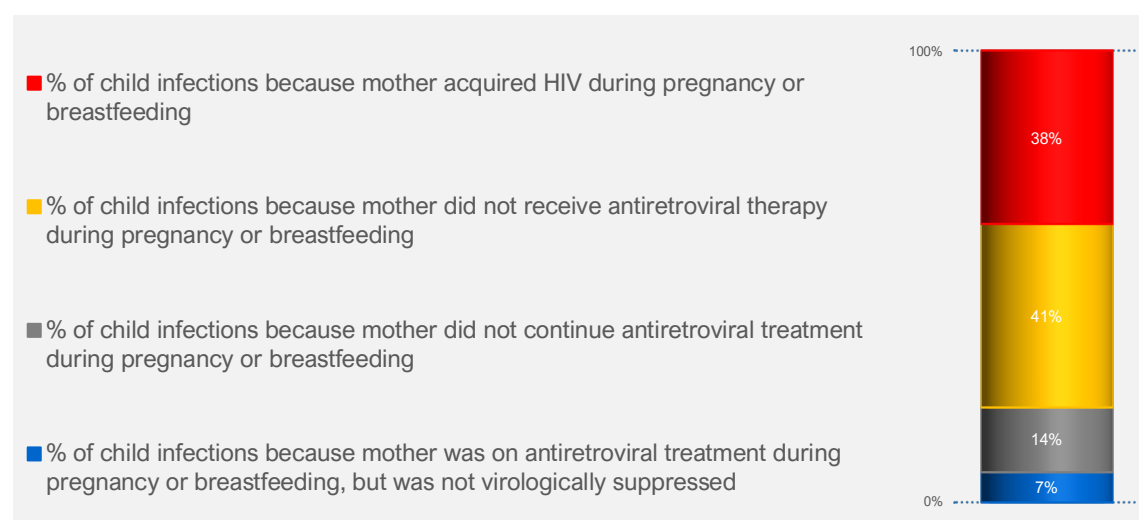 % of child infections because mother acquired HIV during pregnancy or
breastfeeding
% of child infections because mother did not receive antiretroviral therapy
during pregnancy or breastfeeding
% of child infections because mother did not continue antiretroviral treatment
during pregnancy or breastfeeding
% of child infections because mother was on antiretroviral treatment during
pregnancy or breastfeeding, but was not virologically suppressed
100%
38%
41%
14%
7%
0%